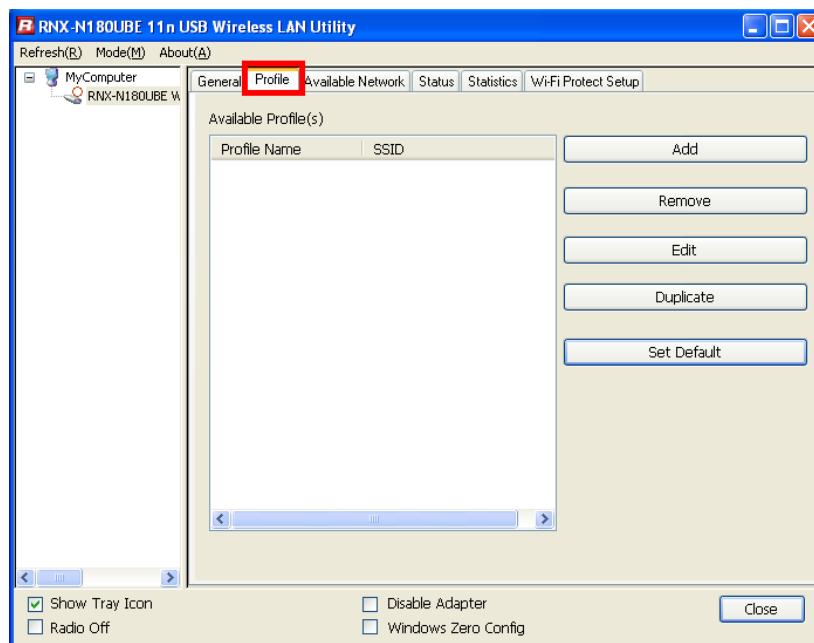 RNX-N180UBE 11n USB Wireless LAN Utility
Refresh(R) Mode(M) About(A)
MyComputer
RNX-N180UBE W
General Profile Available Network Status Statistics Wi-Fi Protect Setup
Available Profile(s)
Profile Name SSID
Add
Remove
Edit
Duplicate
Set Default
Show Tray Icon
Disable Adapter
Radio Off
Windows Zero Config
Close